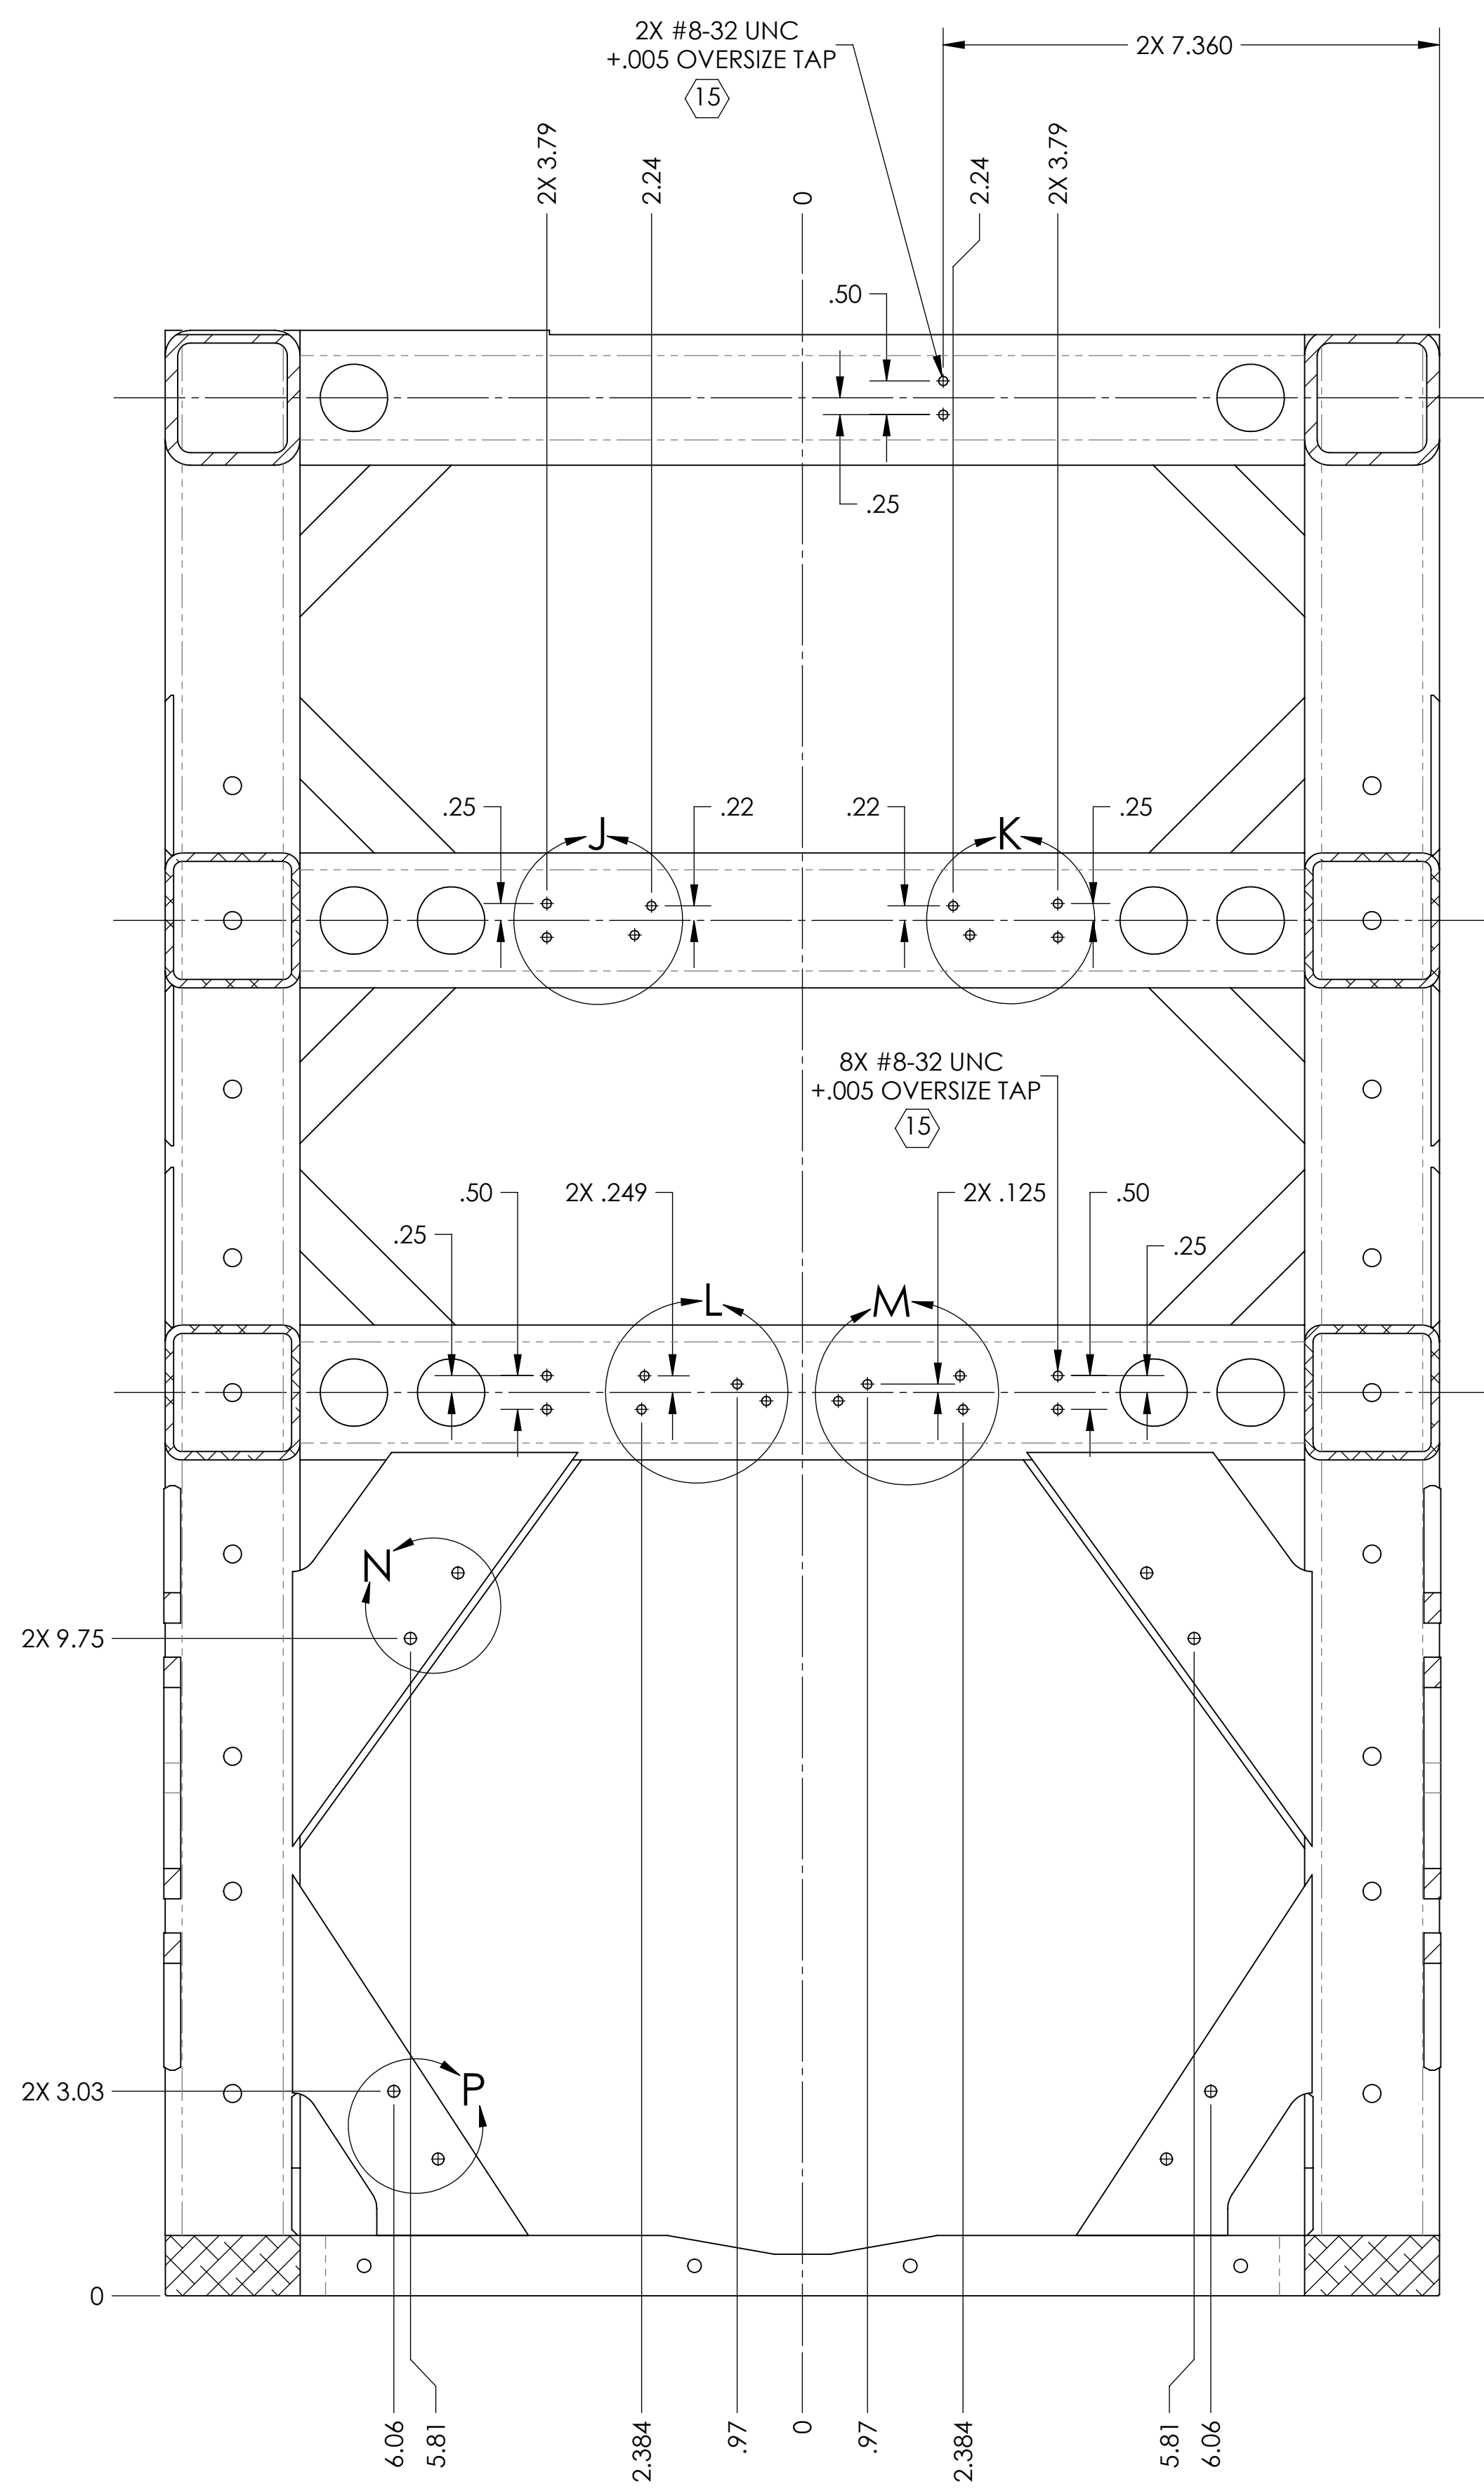 2X #8-32 UNC
+.005 OVERSIZE TAP
15
2X 7.360
2X 3.79
2.24
0
2.24
2X 3.79
.50
.25
.25
J
.22
.22
K
.25
8X #8-32 UNC
+.005 OVERSIZE TAP
15
.50
2X .249
2X .125
.50
.25
.25
L
M
N
2X 9.75
P
2X 3.03
0
6.06
5.81
2.384
.97
0
.97
2.384
5.81
6.06